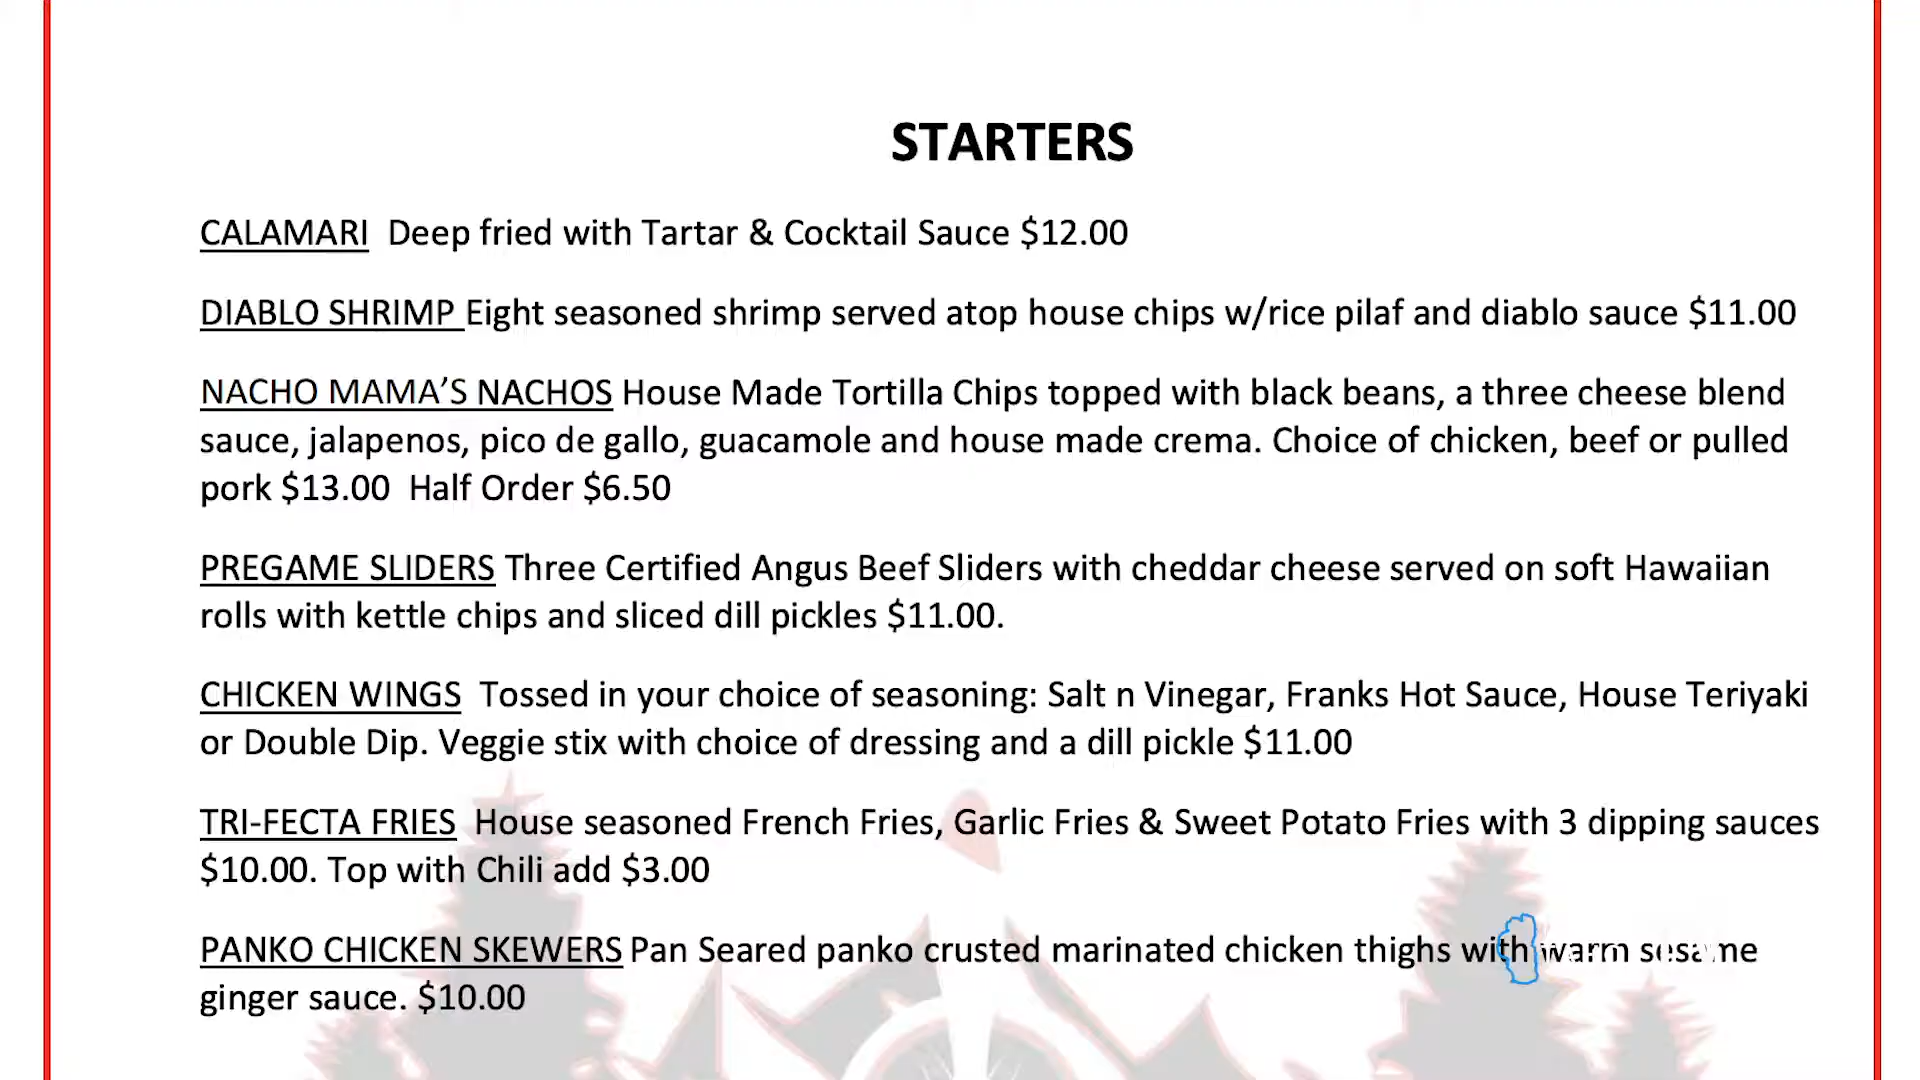 STARTERS
CALAMARI Deep fried with Tartar & Cocktail Sauce $12.00
DIABLO SHRIMP Eight seasoned shrimp served atop house chips w/rice pilaf and diablo sauce $11.00
NACHO MAMA’S NACHOS House Made Tortilla Chips topped with black beans, a three cheese blend
sauce, jalapenos, pico de gallo, guacamole and house made crema. Choice of chicken, beef or pulled
pork $13.00 Half Order $6.50
PREGAME SLIDERS Three Certified Angus Beef Sliders with cheddar cheese served on soft Hawaiian
rolls with kettle chips and sliced dill pickles $11.00.
CHICKEN WINGS Tossed in your choice of seasoning: Salt n Vinegar, Franks Hot Sauce, House Teriyaki
or Double Dip. Veggie stix with choice of dressing and a dill pickle $11.00
TRI-FECTA FRIES House seasoned French Fries, Garlic Fries & Sweet Potato Fries with 3 dipping sauces
$10.00. Top with Chili add $3.00
PANKO CHICKEN SKEWERS Pan Seared panko crusted marinated chicken thighs with warm sesame
ginger sauce. $10.00